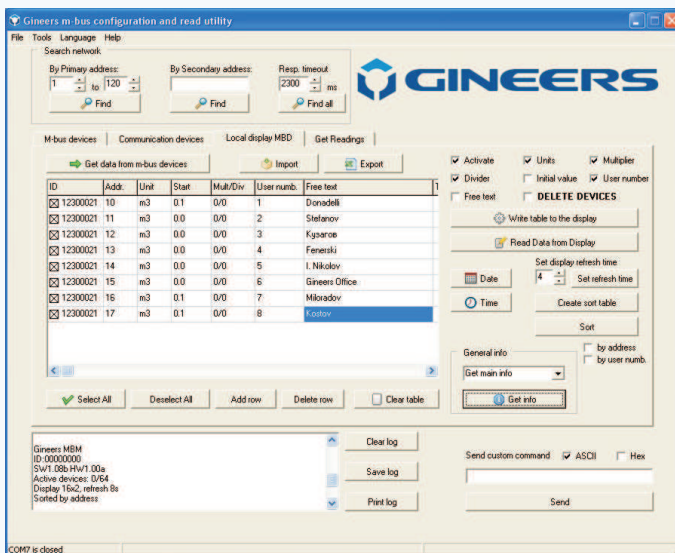 Gineers m-bus configuration and read utility
File Tools Language Help
Search network
By Primary address: By Secondary address: Resp. timeout
1 to 120 2300 ms
Find Find Find all
GINEERS
M-bus devices Communication devices Local display MBD Get Readings
Get data from m-bus devices Import Export
ID Addr. Unit Start Mult/Div User numb. Free text T
12300021 10 m3 0.1 0/0 1 Donadelli
12300021 11 m3 0.0 0/0 2 Stefanov
12300021 12 m3 0.0 0/0 3 Кузаров
12300021 13 m3 0.0 0/0 4 Fenerski
12300021 14 m3 0.0 0/0 5 I. Nikolov
12300021 15 m3 0.0 0/0 6 Gineers Office
12300021 16 m3 0.1 0/0 7 Miloradov
12300021 17 m3 0.1 0/0 8 Kostov
Select All Deselect All Add row Delete row Clear table
Activate Units Multiplier
Divider Initial value User number
Free text DELETE DEVICES
Write table to the display
Read Data from Display
Set display refresh time
Date 4 Set refresh time
Time Create sort table
Sort
General info by address
by user numb.
Get main info
Get info
Gineers MBM
ID:00000000
SW1.08b HW1.00a
Active devices: 0/64
Display 16x2, refresh 8s
Sorted by address
Clear log
Save log
Print log
Send custom command ASCII Hex
Send
COM7 is closed